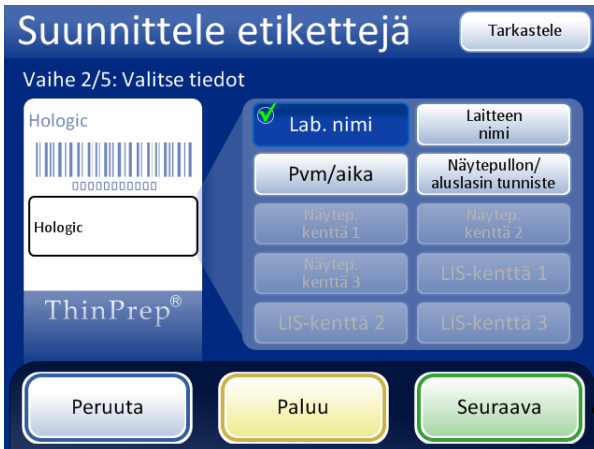 Suunnittele etikettejä
Tarkastele
Vaihe 2/5: Valitse tiedot
Hologic
Hologic
ThinPrep®
Lab. nimi
Laitteen
nimi
Pvm/aika
Näytepullon/
aluslasin tunniste
Näytep.
kenttä 1
Näytep.
kenttä 2
Näytep.
kenttä 3
LIS-kenttä 1
LIS-kenttä 2
LIS-kenttä 3
Peruuta
Paluu
Seuraava